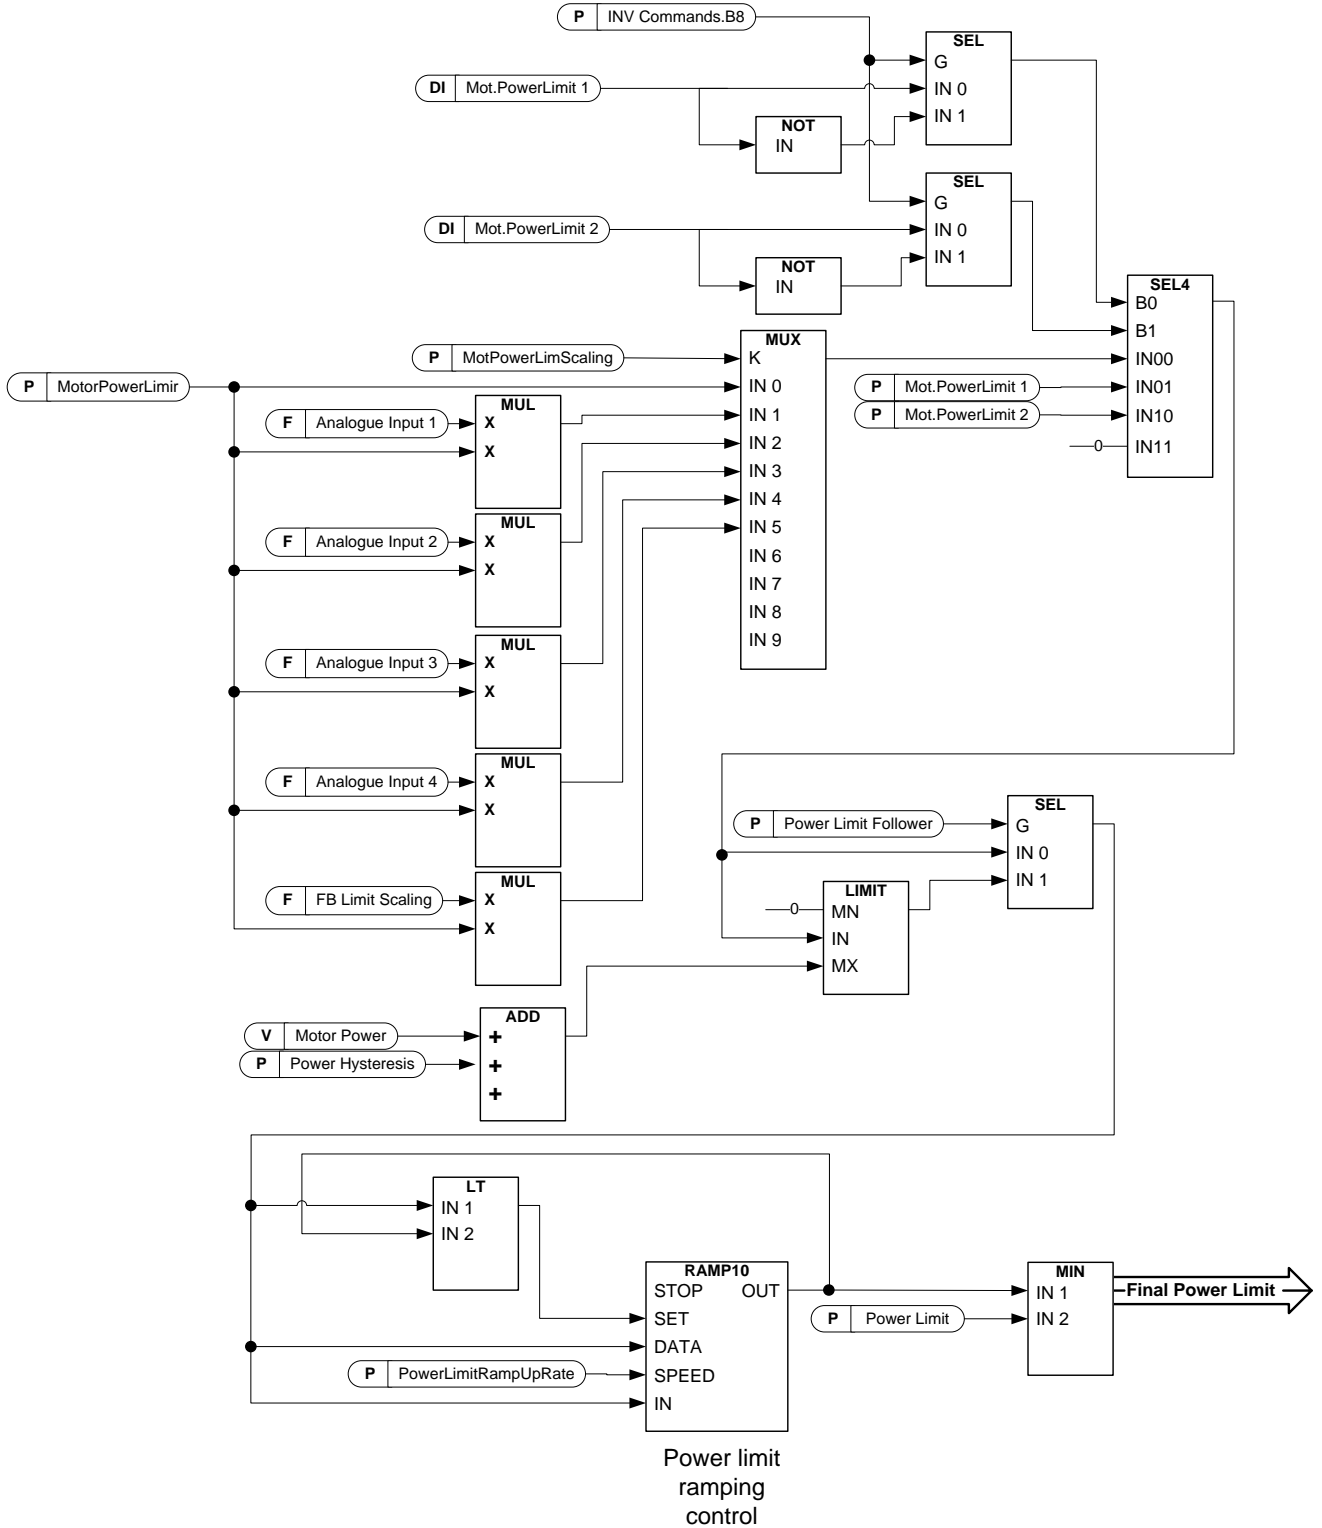 P INV Commands.B8
SEL
G
IN 0
IN 1
DI Mot.PowerLimit 1
NOT
IN
SEL
G
IN 0
IN 1
DI Mot.PowerLimit 2
NOT
IN
SEL4
B0
B1
IN00
IN01
IN10
IN11
P Mot.PowerLimit 1
P Mot.PowerLimit 2
0
MUX
K
IN 0
IN 1
IN 2
IN 3
IN 4
IN 5
IN 6
IN 7
IN 8
IN 9
P MotPowerLimScaling
P MotorPowerLimir
F Analogue Input 1
MUL
X
X
F Analogue Input 2
MUL
X
X
F Analogue Input 3
MUL
X
X
F Analogue Input 4
MUL
X
X
F FB Limit Scaling
MUL
X
X
P Power Limit Follower
SEL
G
IN 0
IN 1
LIMIT
0
MN
IN
MX
V Motor Power
P Power Hysteresis
ADD
+
+
+
LT
IN 1
IN 2
RAMP10
STOP OUT
SET
DATA
SPEED
IN
P PowerLimitRampUpRate
P Power Limit
MIN
IN 1
IN 2
Final Power Limit
Power limit
ramping
control